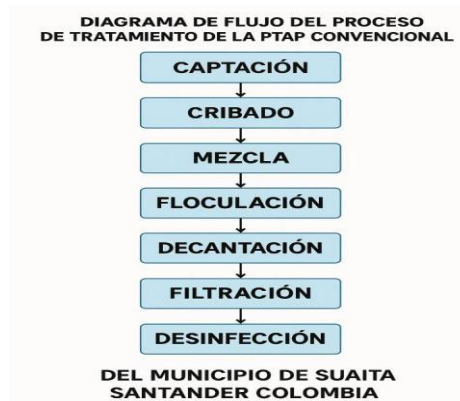 DIAGRAMA DE FLUJO DEL PROCESO
DE TRATAMIENTO DE LA PTAP CONVENCIONAL
CAPTACIÓN
CRIBADO
MEZCLA
FLOCULACIÓN
DECANTACIÓN
FILTRACIÓN
DESINFECCIÓN
DEL MUNICIPIO DE SUAITA
SANTANDER COLOMBIA